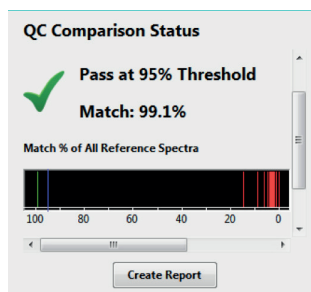 QC Comparison Status
Pass at 95% Threshold
Match: 99.1%
Match % of All Reference Spectra
100 80 60 40 20 0
Create Report